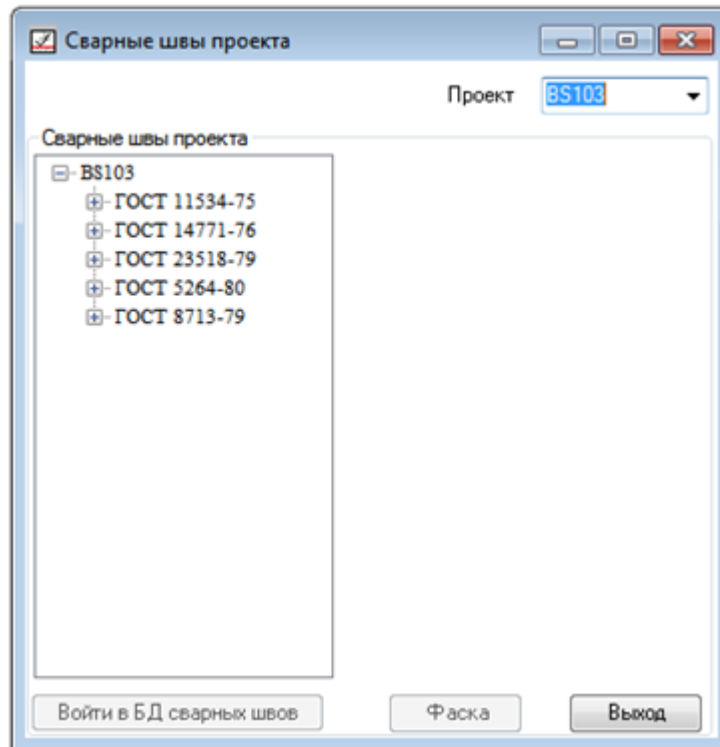 Сварные швы проекта
Проект BS103
Сварные швы проекта
BS103
ГОСТ 11534-75
ГОСТ 14771-76
ГОСТ 23518-79
ГОСТ 5264-80
ГОСТ 8713-79
Войти в БД сварных швов Фаска Выход